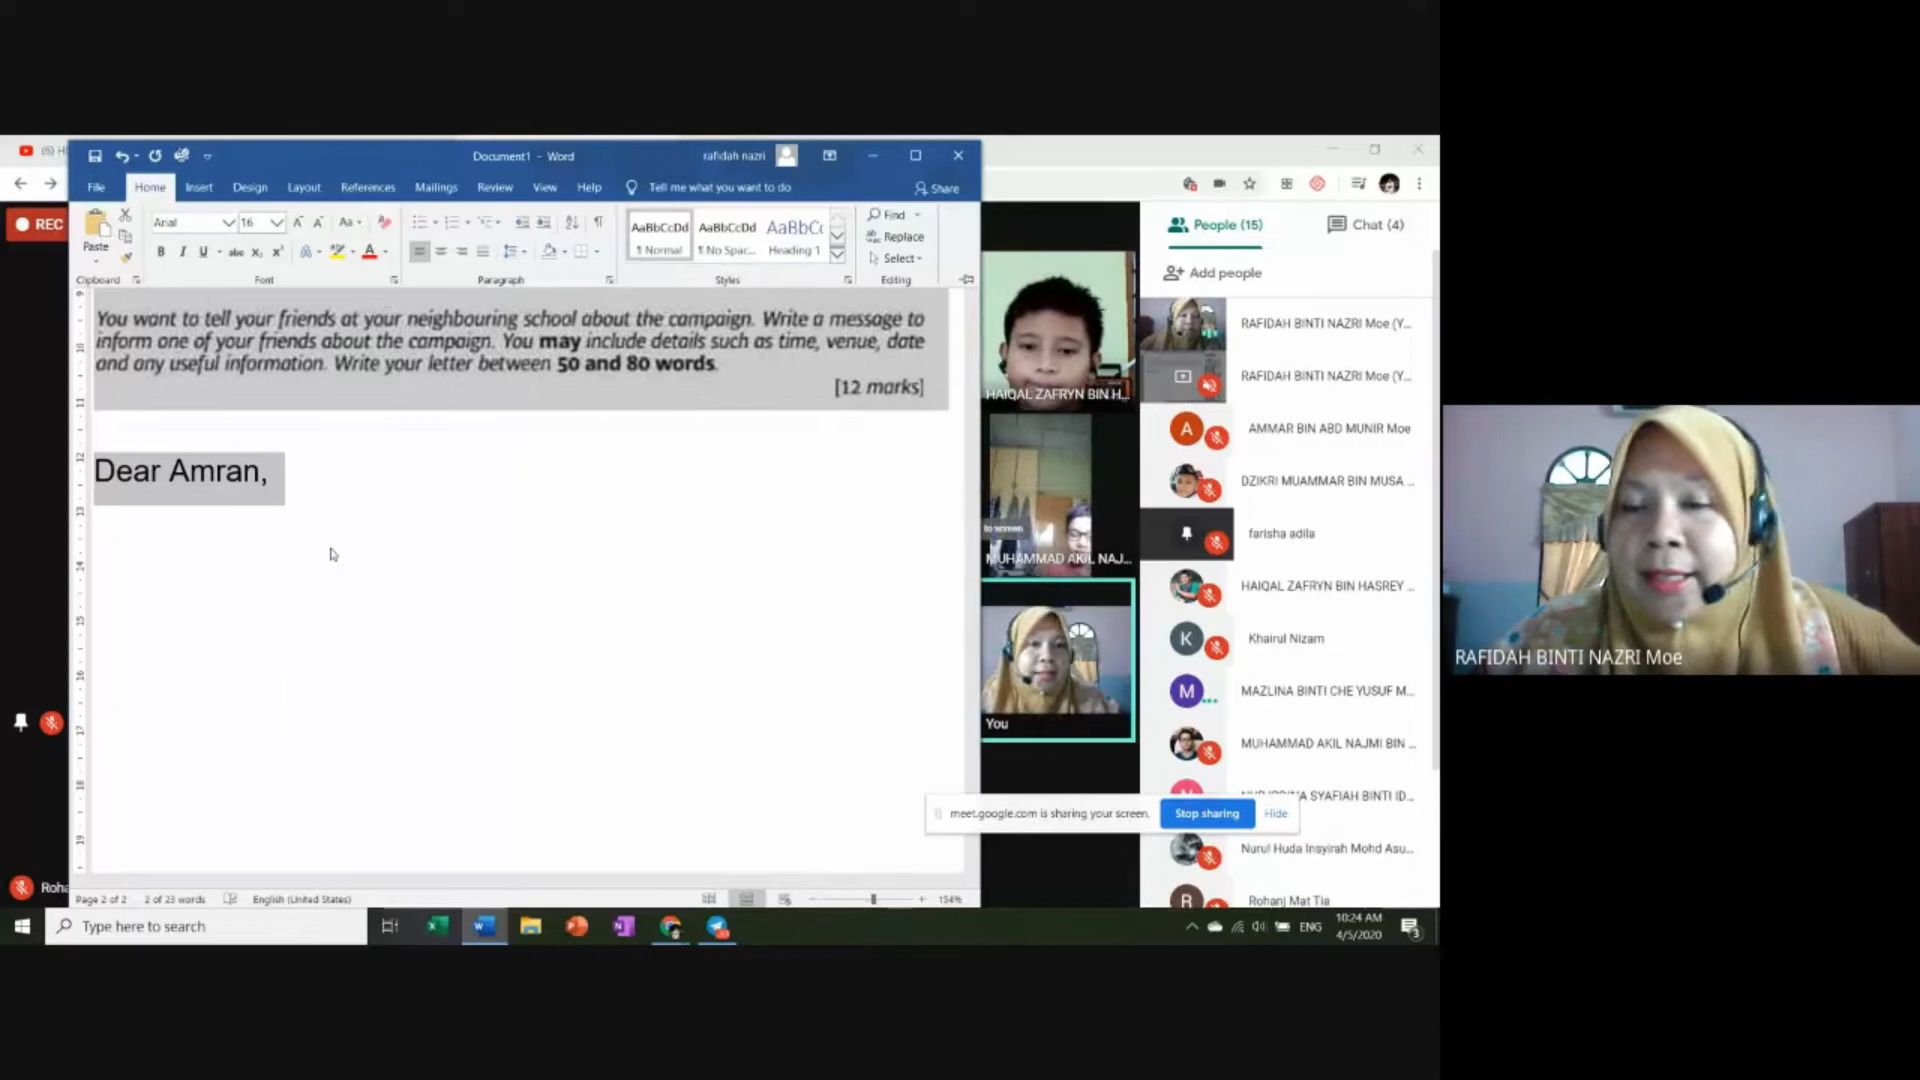 (6) H
Document1 - Word
rafidah nazri
File
Home
Insert
Design
Layout
References
Mailings
Review
View
Help
Tell me what you want to do
Share
REC
Paste
Clipboard
Arial
16
Font
Paragraph
AaBbCcDd
¶ Normal
AaBbCcDd
¶ No Spac...
AaBbCc
Heading 1
Styles
Find
Replace
Select
Editing
You want to tell your friends at your neighbouring school about the campaign. Write a message to
inform one of your friends about the campaign. You may include details such as time, venue, date
and any useful information. Write your letter between 50 and 80 words.
[12 marks]
Dear Amran,
Roha
Page 2 of 2
2 of 23 words
English (United States)
154%
HAIQAL ZAFRYN BIN H...
MUHAMMAD AKIL NAJ...
You
People (15)
Chat (4)
Add people
RAFIDAH BINTI NAZRI Moe (Y...
RAFIDAH BINTI NAZRI Moe (Y...
A
AMMAR BIN ABD MUNIR Moe
DZIKRI MUAMMAR BIN MUSA ...
farisha adila
HAIQAL ZAFRYN BIN HASREY ...
K
Khairul Nizam
M
MAZLINA BINTI CHE YUSUF M...
MUHAMMAD AKIL NAJMI BIN ...
SYAFIAH BINTI ID...
meet.google.com is sharing your screen.
Stop sharing
Hide
Nurul Huda Insyirah Mohd Asu...
R
Rohani Mat Tia
Type here to search
ENG
10:24 AM
4/5/2020
3
RAFIDAH BINTI NAZRI Moe